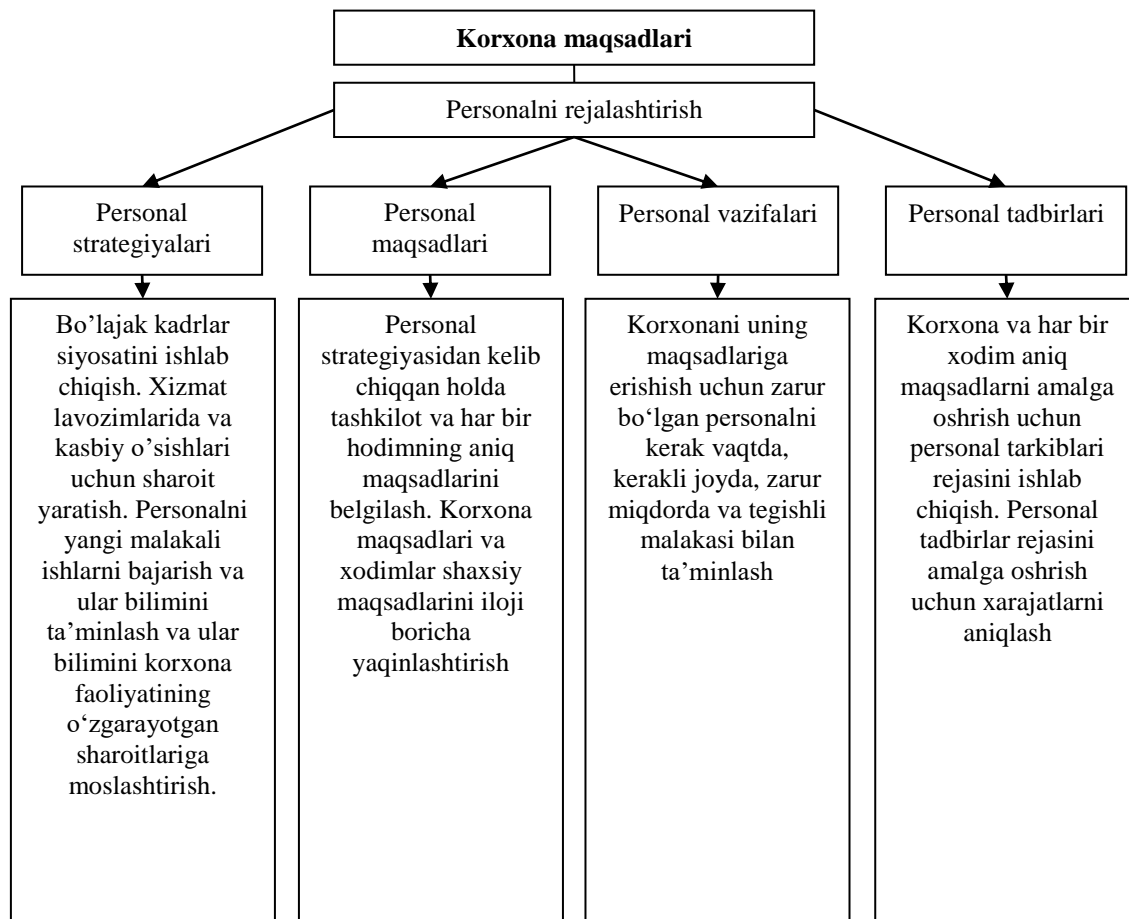 Korxona maqsadlari
Personalni rejalashtirish
Personal
strategiyalari
Personal
maqsadlari
Personal vazifalari
Personal tadbirlari
Bo’lajak kadrlar
siyosatini ishlab
chiqish. Xizmat
lavozimlarida va
kasbiy o’sishlari
uchun sharoit
yaratish. Personalni
yangi malakali
ishlarni bajarish va
ular bilimini
ta’minlash va ular
bilimini korxona
faoliyatining
o‘zgarayotgan
sharoitlariga
moslashtirish.
Personal
strategiyasidan kelib
chiqqan holda
tashkilot va har bir
hodimning aniq
maqsadlarini
belgilash. Korxona
maqsadlari va
xodimlar shaxsiy
maqsadlarini iloji
boricha
yaqinlashtirish
Korxonani uning
maqsadlariga
erishish uchun zarur
bo‘lgan personalni
kerak vaqtda,
kerakli joyda, zarur
miqdorda va tegishli
malakasi bilan
ta’minlash
Korxona va har bir
xodim aniq
maqsadlarni amalga
oshrish uchun
personal tarkiblari
rejasini ishlab
chiqish. Personal
tadbirlar rejasini
amalga oshrish
uchun xarajatlarni
aniqlash